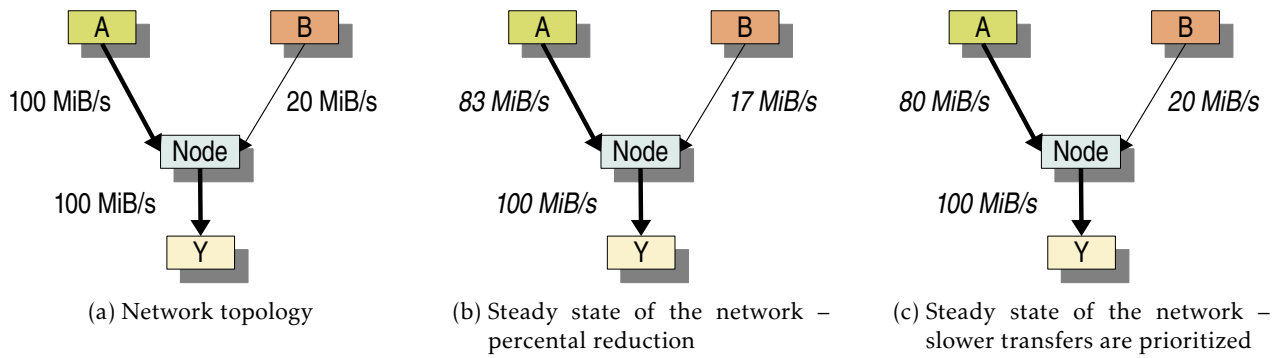 A B
100 MiB/s 20 MiB/s
Node
100 MiB/s
Y
(a) Network topology
A B
83 MiB/s 17 MiB/s
Node
100 MiB/s
Y
(b) Steady state of the network –
percental reduction
A B
80 MiB/s 20 MiB/s
Node
100 MiB/s
Y
(c) Steady state of the network –
slower transfers are prioritized